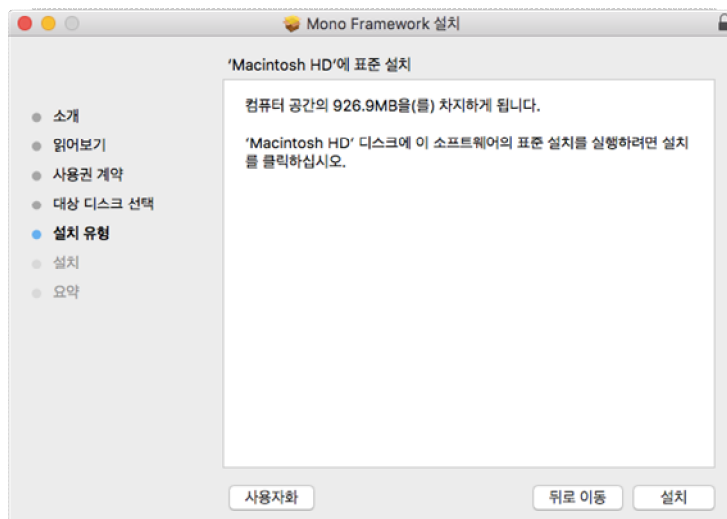 Mono Framework 설치
'Macintosh HD'에 표준 설치
소개
읽어보기
사용권 계약
대상 디스크 선택
설치 유형
설치
요약
컴퓨터 공간의 926.9MB을(를) 차지하게 됩니다.
'Macintosh HD' 디스크에 이 소프트웨어의 표준 설치를 실행하려면 설치
를 클릭하십시오.
사용자화
뒤로 이동
설치